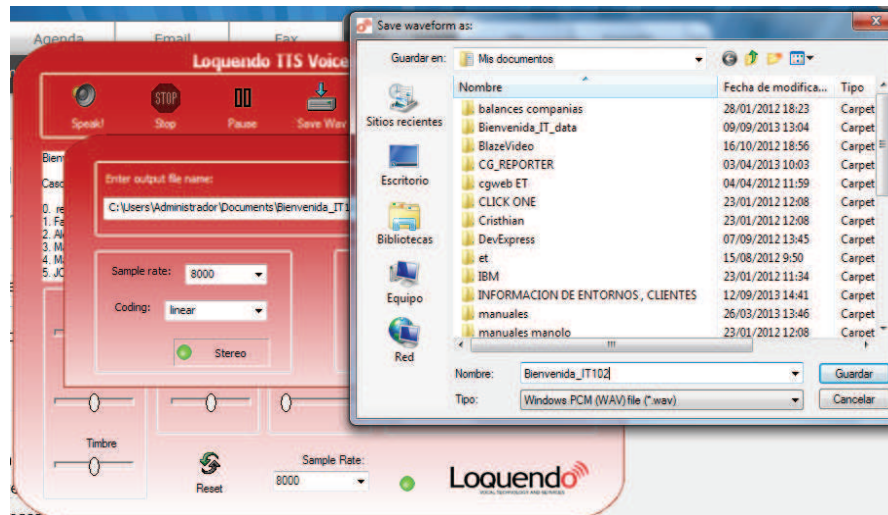 Agenda
Email
Fax
Loquendo TTS Voice
Speak!
STOP
Stop
Pause
Save Wav
Enter output file name:
C:\Users\Administrador\Documents\Bienvenida_IT1
Sample rate:
8000
Coding:
linear
Stereo
0.
1. Fa
3. M
4. M
5. JC
Timbre
Reset
Sample Rate:
8000
Loquendo
Save waveform as:
Guardar en:
Mis documentos
Nombre
Fecha de modifica...
Tipo
Sitios recientes
Escritorio
Bibliotecas
Equipo
Red
balances companias 28/01/2012 18:23 Carpet
Bienvenida_IT_data 09/09/2013 13:04 Carpet
BlazeVideo 16/10/2012 18:56 Carpet
CG_REPORTER 03/04/2013 10:03 Carpet
cgweb ET 04/04/2012 11:59 Carpet
CLICK ONE 23/01/2012 12:08 Carpet
Cristhian 23/01/2012 12:08 Carpet
DevExpress 07/09/2012 13:45 Carpet
et 15/08/2012 9:50 Carpet
IBM 23/01/2012 11:34 Carpet
INFORMACION DE ENTORNOS , CLIENTES 12/09/2013 14:41 Carpet
manuales 26/03/2013 13:46 Carpet
manuales manolo 23/01/2012 12:08 Carpet
Nombre:
Bienvenida_IT102
Guardar
Tipo:
Windows PCM (WAV) file (*.wav)
Cancelar